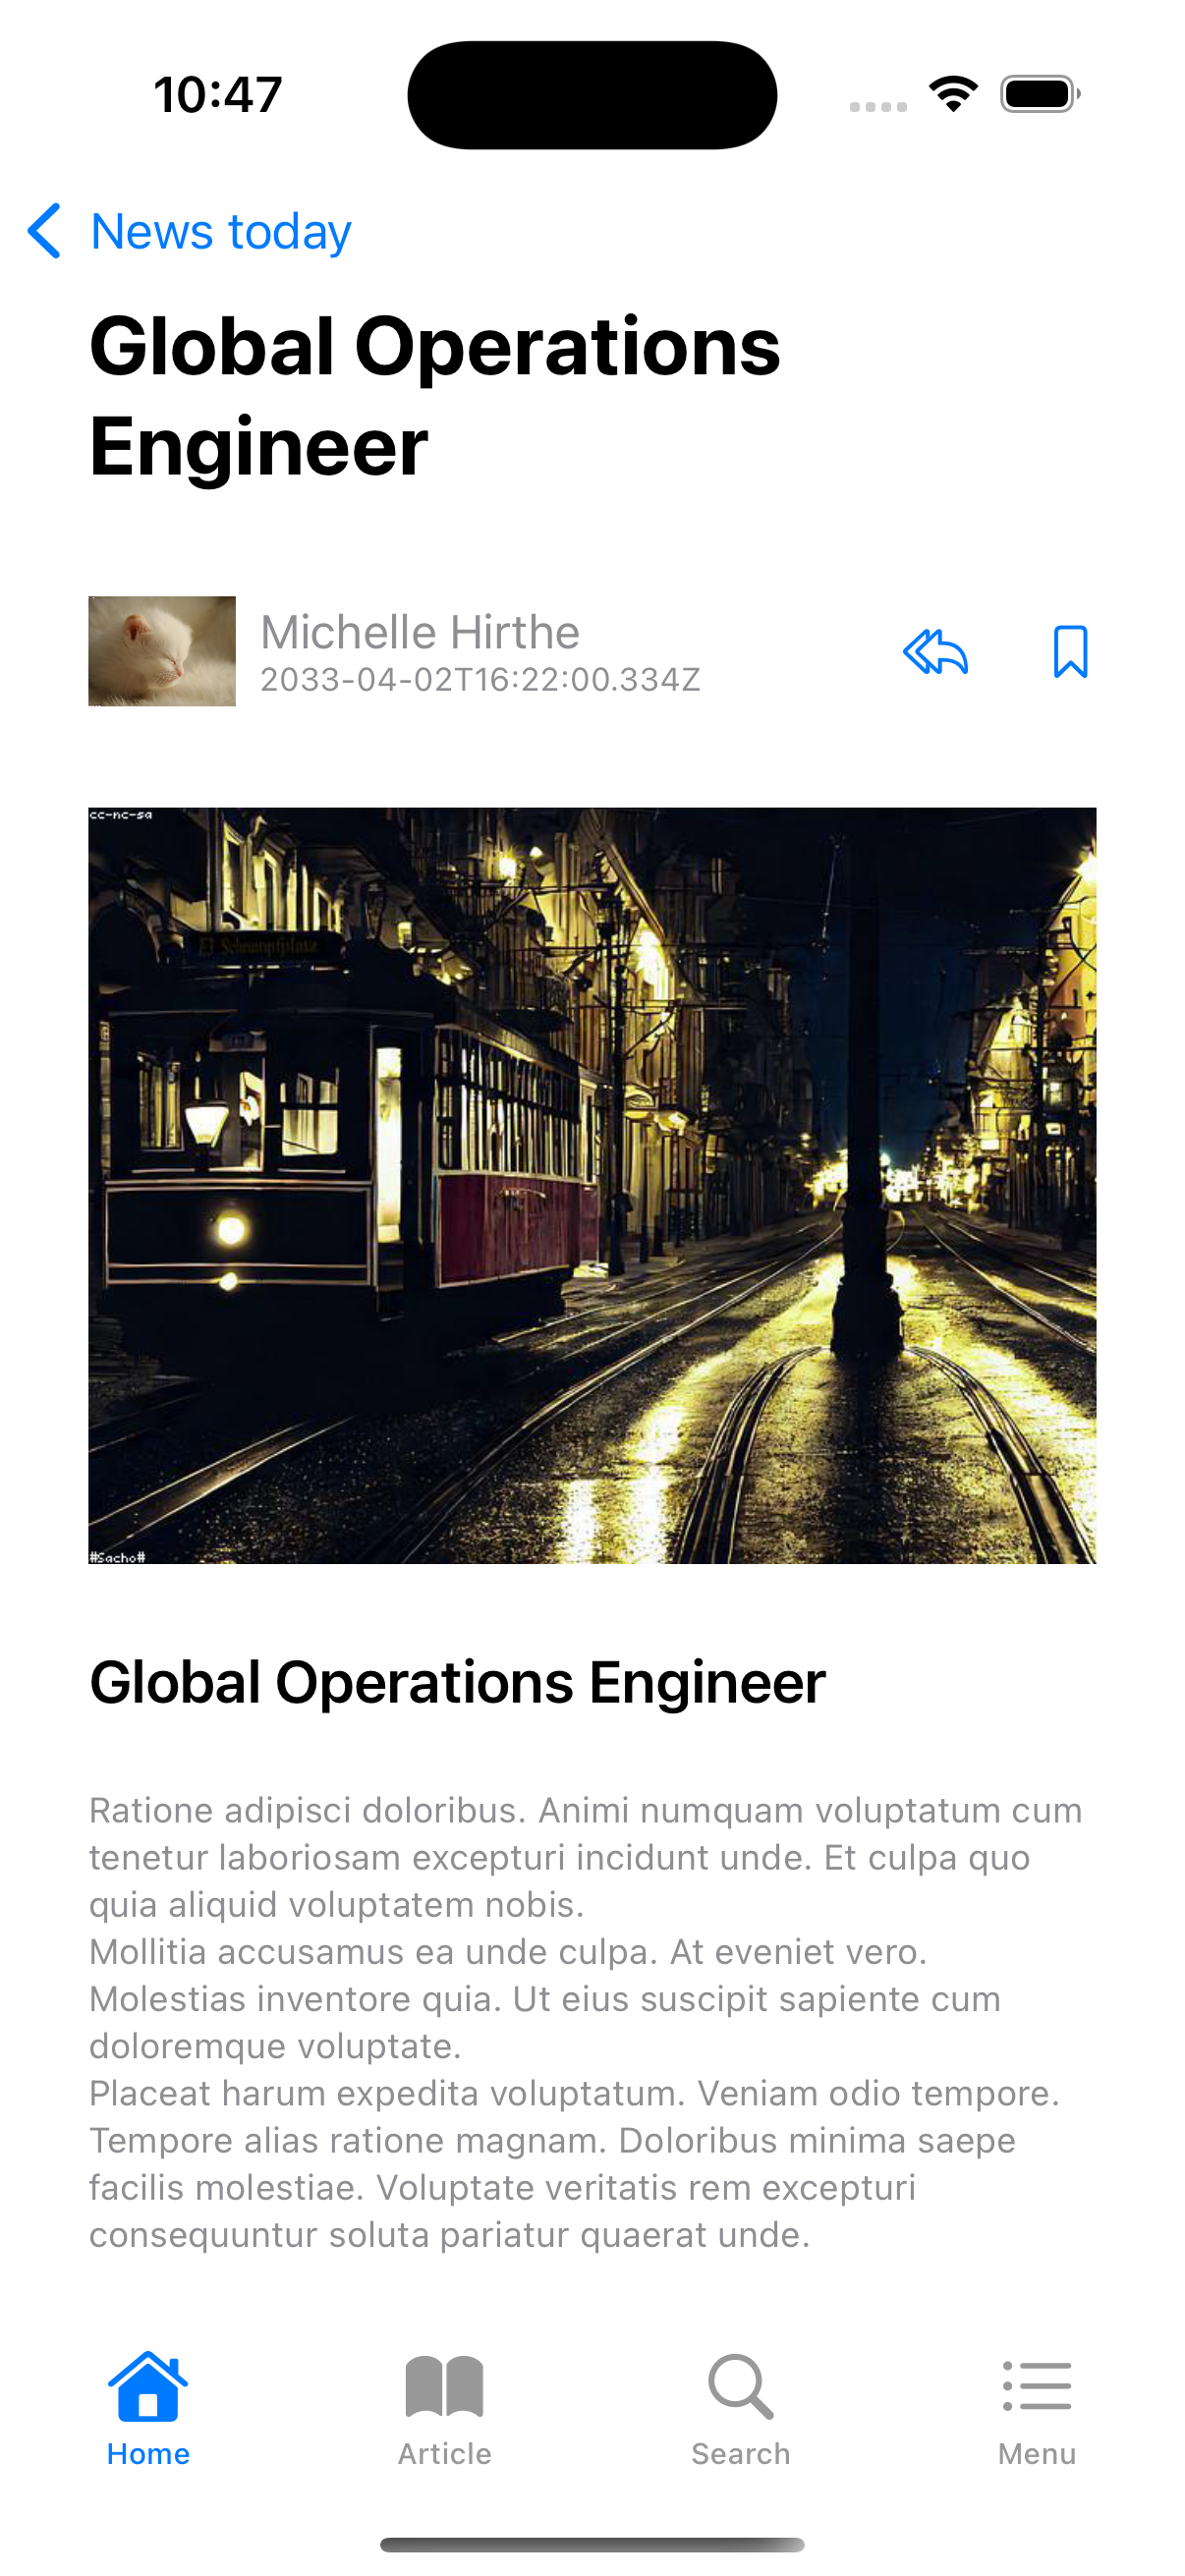 10:47
News today
Global Operations
Engineer
Michelle Hirthe
2033-04-02T16:22:00.334Z
cc-nc-sa
#Sacho#
Global Operations Engineer
Ratione adipisci doloribus. Animi numquam voluptatum cum
tenetur laboriosam excepturi incidunt unde. Et culpa quo
quia aliquid voluptatem nobis.
Mollitia accusamus ea unde culpa. At eveniet vero.
Molestias inventore quia. Ut eius suscipit sapiente cum
doloremque voluptate.
Placeat harum expedita voluptatum. Veniam odio tempore.
Tempore alias ratione magnam. Doloribus minima saepe
facilis molestiae. Voluptate veritatis rem excepturi
consequuntur soluta pariatur quaerat unde.
Home
Article
Search
Menu